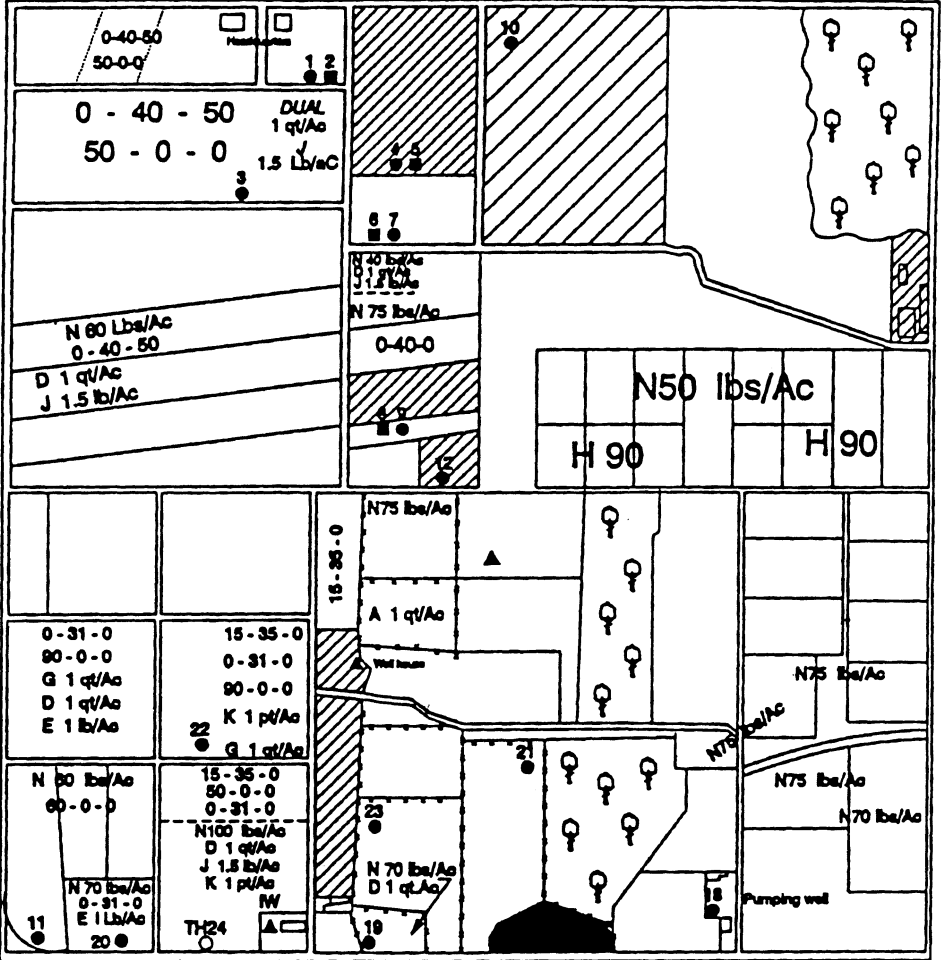 0-40-50
50-0-0
1 2
10
0 - 40 - 50
50 - 0 - 0
DUAL
1 qt/Ac
1.5 Lb/aC
3
4 5
6 7
N 40 lbs/Ac
D 1 qt/Ac
J 1.5 lb/Ac
N 75 lbs/Ac
0-40-0
N 60 Lbs/Ac
0 - 40 - 50
D 1 qt/Ac
J 1.5 lb/Ac
8 9
12
N50 lbs/Ac
H 90
H 90
15 - 35 - 0
N75 lbs/Ac
A 1 qt/Ac
Well house
0 - 31 - 0
90 - 0 - 0
G 1 qt/Ac
D 1 qt/Ac
E 1 lb/Ac
15 - 35 - 0
0 - 31 - 0
90 - 0 - 0
K 1 pt/Ac
22
G 1 qt/Ac
N75 lbs/Ac
N75 lbs/Ac
N75 lbs/Ac
N70 lbs/Ac
21
N 60 lbs/Ac
60 - 0 - 0
N 70 lbs/Ac
0 - 31 - 0
E 1 Lb/Ac
11
20
15 - 35 - 0
50 - 0 - 0
0 - 31 - 0
N100 lbs/Ac
D 1 qt/Ac
J 1.5 lb/Ac
K 1 pt/Ac
IW
TH24
23
N 70 lbs/Ac
D 1 qt.Ac
19
18
Pumping well